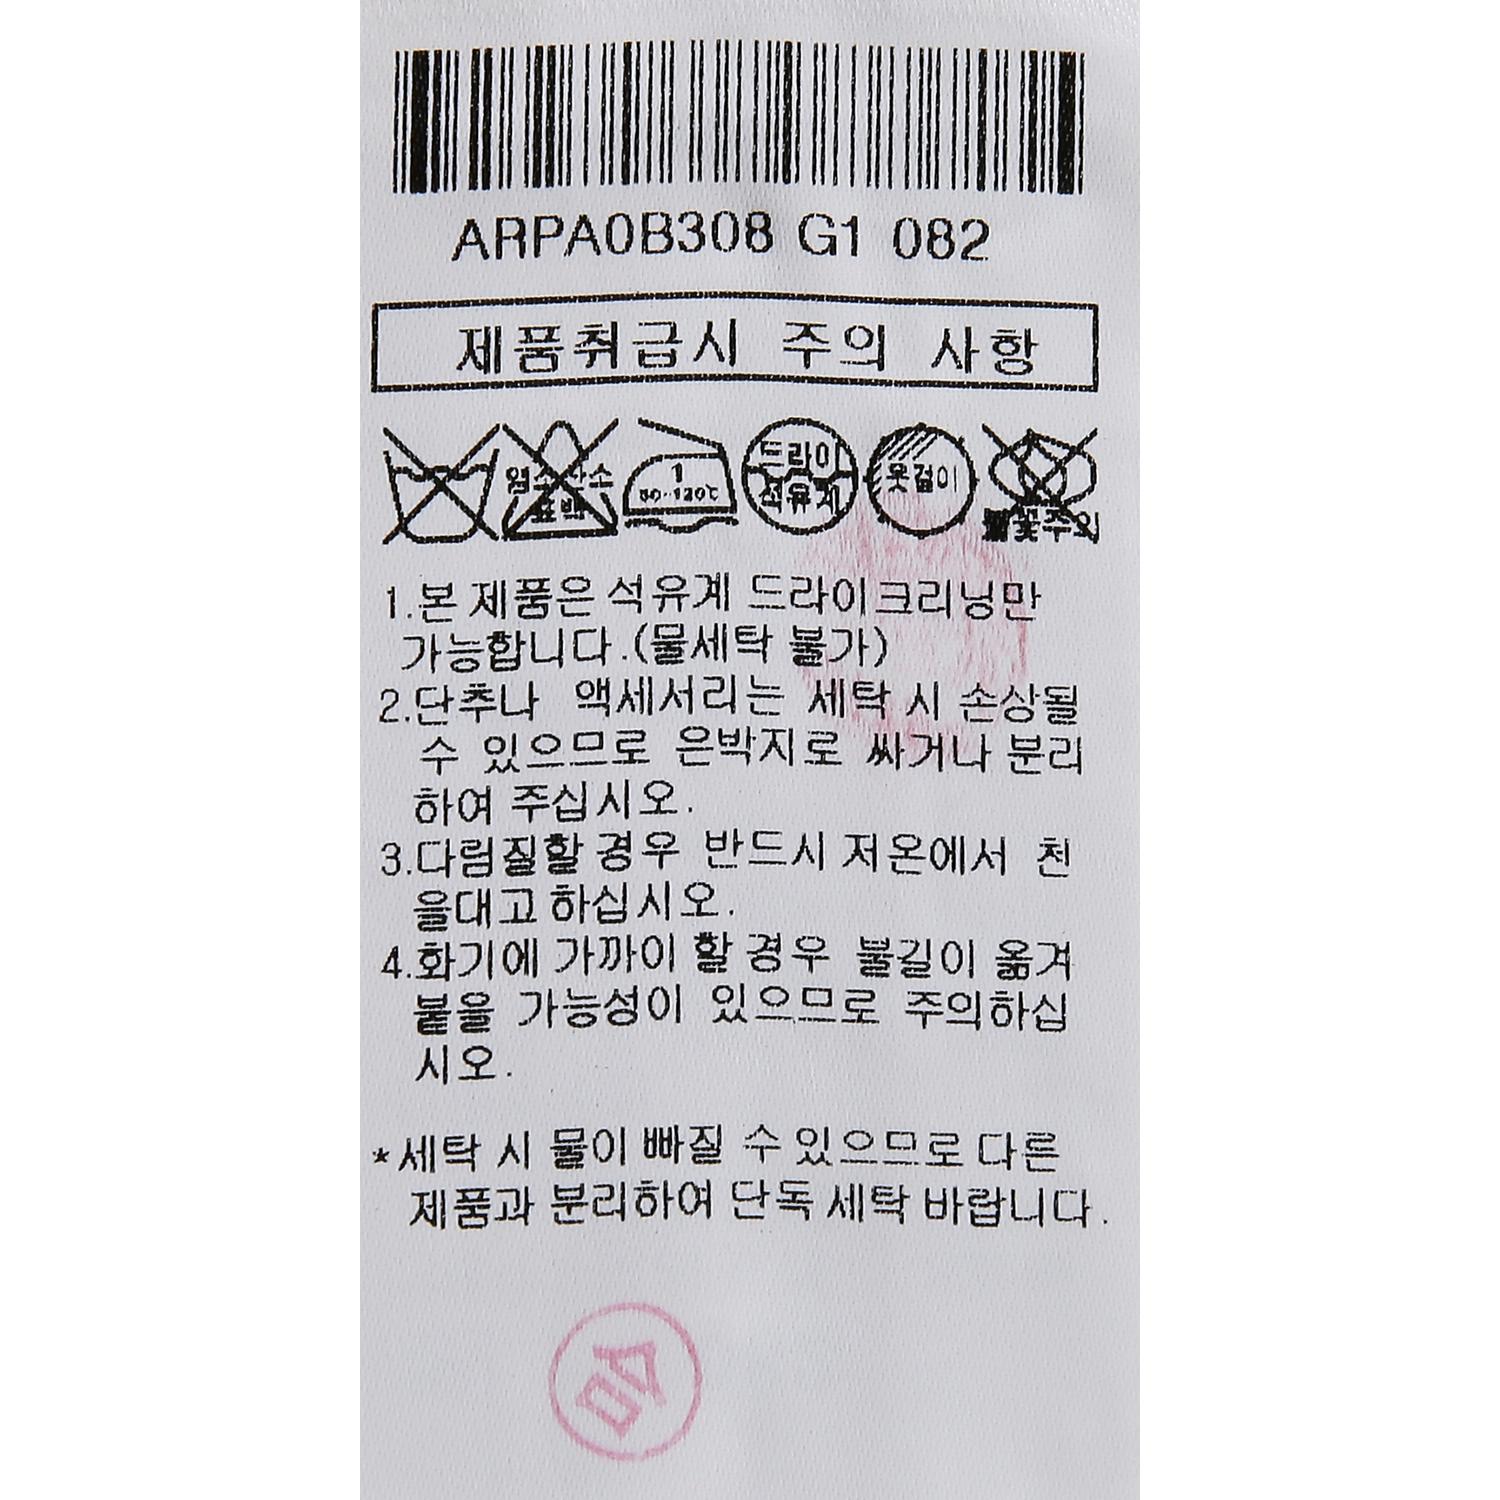 ARPA0B308 G1 082
제품취급시 주의 사항
염소 산소
표백
1
80~120℃
드라이
석유계
옷걸이
불꽃주의
1.본 제품은 석유계 드라이크리닝만
가능합니다.(물세탁 불가)
2.단추나 액세서리는 세탁 시 손상될
수 있으므로 은박지로 싸거나 분리
하여 주십시오.
3.다림질할 경우 반드시 저온에서 천
을대고 하십시오.
4.화기에 가까이 할 경우 불길이 옮겨
붙을 가능성이 있으므로 주의하십
시오.
*세탁 시 물이 빠질 수 있으므로 다른
제품과 분리하여 단독 세탁 바랍니다.